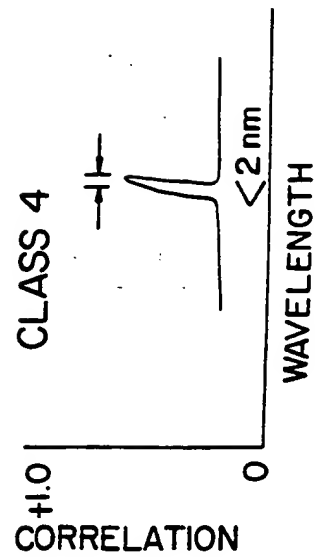 CLASS 4
+1.0
CORRELATION
0
<2 nm
WAVELENGTH